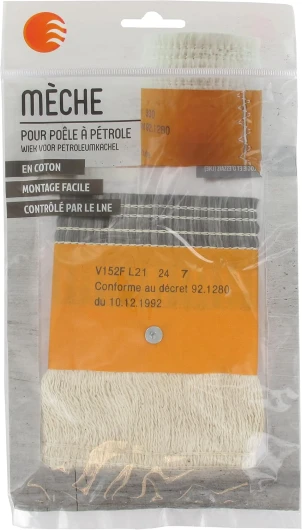 MÈCHE
POUR POÊLE À PÉTROLE
WIEK VOOR PETROLEUMKACHEL
EN COTON
MONTAGE FACILE
CONTRÔLÉ PAR LE LNE
V152F L21 24 7
Conforme au décret 92.1280
du 10.12.1992